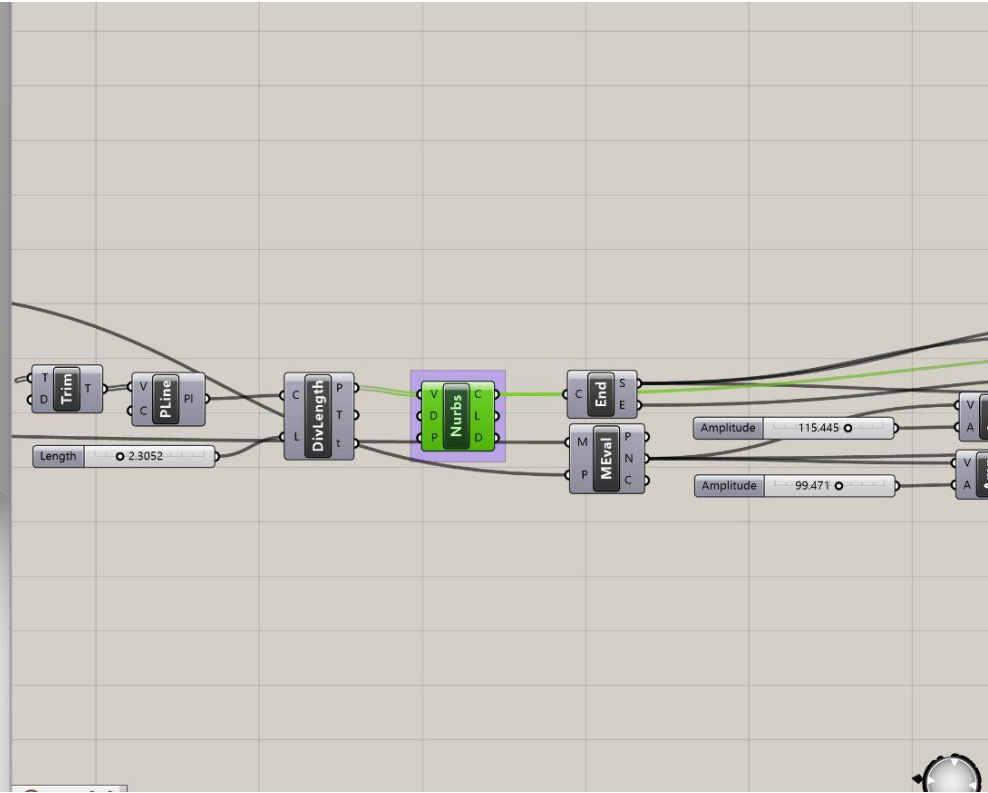 T
D
Trim
T
V
C
PLine
Pl
Length
2.3052
C
L
DivLength
P
T
t
V
D
P
Nurbs
C
L
D
C
End
S
E
M
P
MEval
P
N
C
Amplitude
115.445
Amplitude
99.471
V
A
V
A